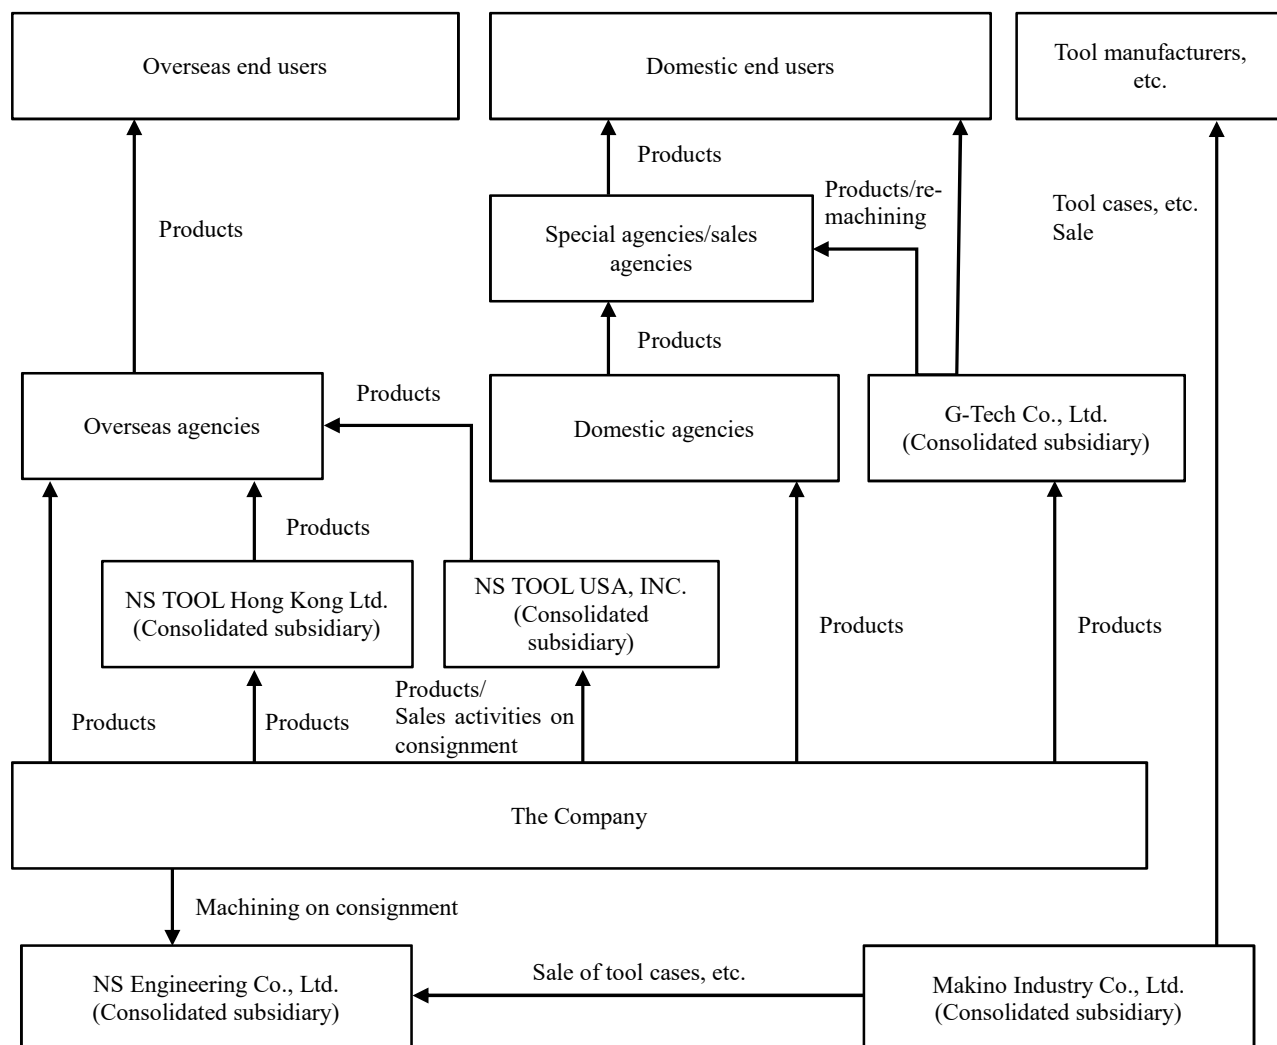 Overseas end users
Domestic end users
Tool manufacturers,
etc.
Products
Products/re-
machining
Tool cases, etc.
Sale
Products
Special agencies/sales
agencies
Products
Products
Overseas agencies
Domestic agencies
G-Tech Co., Ltd.
(Consolidated subsidiary)
Products
NS TOOL Hong Kong Ltd.
(Consolidated subsidiary)
NS TOOL USA, INC.
(Consolidated
subsidiary)
Products
Products
Products
Products
Products/
Sales activities on
consignment
The Company
Machining on consignment
NS Engineering Co., Ltd.
(Consolidated subsidiary)
Sale of tool cases, etc.
Makino Industry Co., Ltd.
(Consolidated subsidiary)